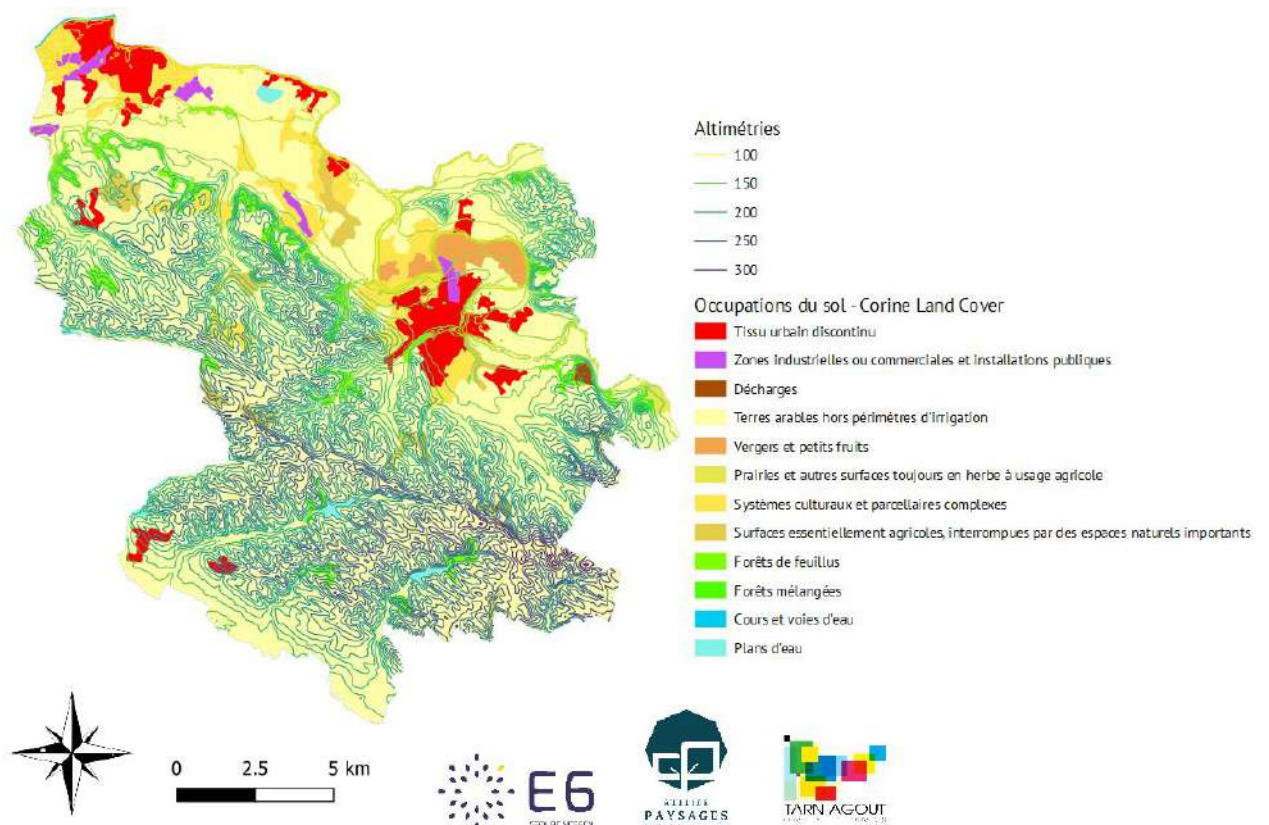 Altimétries
100
150
200
250
300
Occupations du sol - Corine Land Cover
Tissu urbain discontinu
Zones industrielles ou commerciales et installations publiques
Décharges
Terres arables hors périmètres d'irrigation
Vergers et petits fruits
Prairies et autres surfaces toujours en herbe à usage agricole
Systèmes culturaux et parcellaires complexes
Surfaces essentiellement agricoles, interrompues par des espaces naturels importants
Forêts de feuillus
Forêts mélangées
Cours et voies d'eau
Plans d'eau
0 2.5 5 km
E6
ATELIER
PAYSAGES
TARN AGOUT